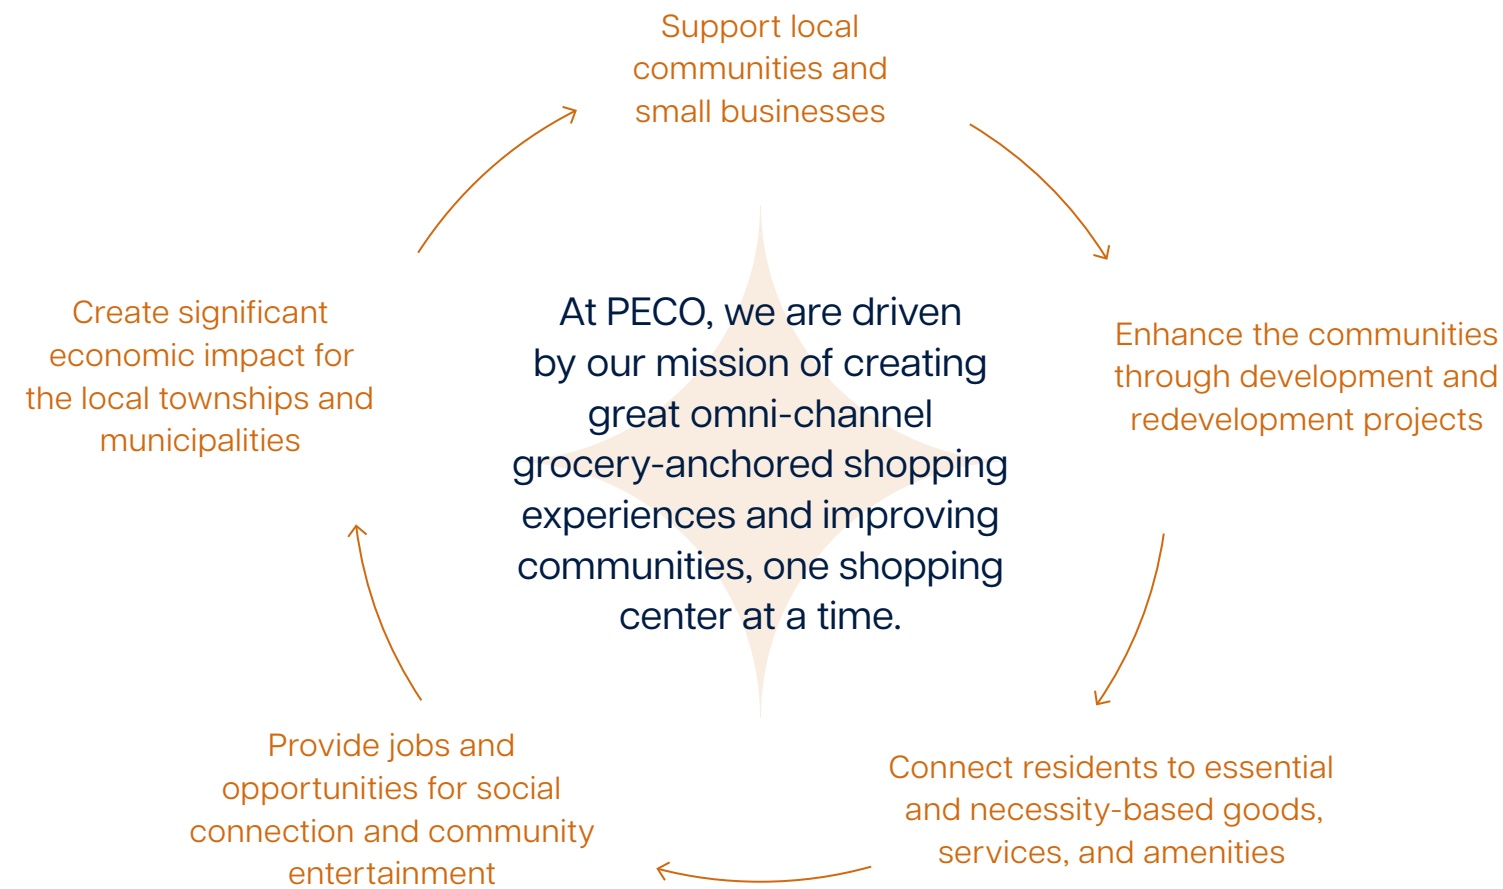 Support local
communities and
small businesses
Enhance the communities
through development and
redevelopment projects
Connect residents to essential
and necessity-based goods,
services, and amenities
Provide jobs and
opportunities for social
connection and community
entertainment
Create significant
economic impact for
the local townships and
municipalities
At PECO, we are driven
by our mission of creating
great omni-channel
grocery-anchored shopping
experiences and improving
communities, one shopping
center at a time.